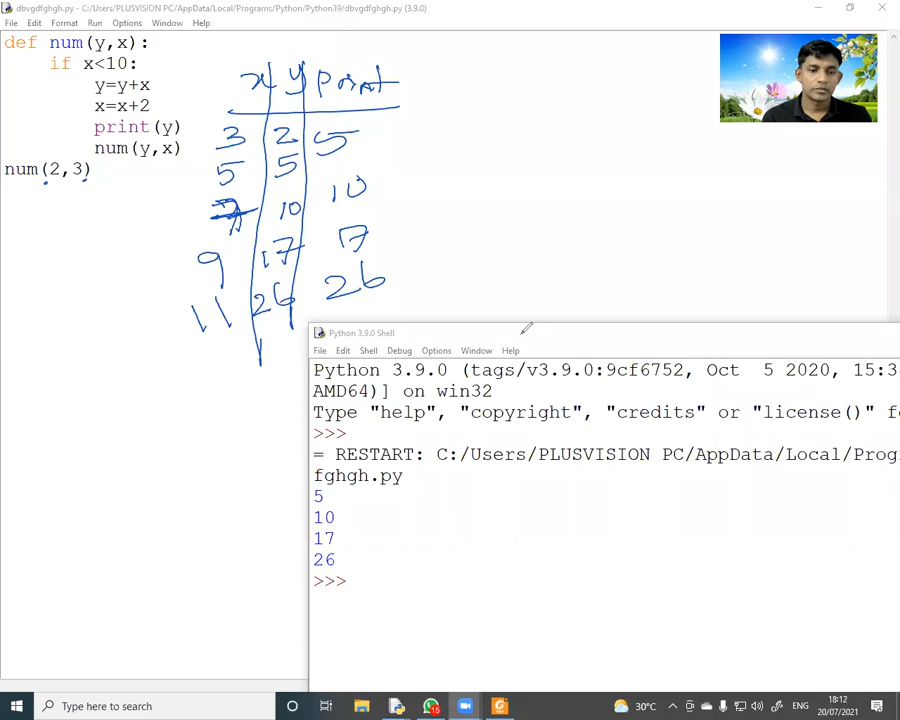 dbvgdfghgh.py - C:/Users/PLUSVISION PC/AppData/Local/Programs/Python/Python39/dbvgdfghgh.py (3.9.0)
File Edit Format Run Options Window Help
def num(y,x):
if x<10:
y=y+x
x=x+2
print(y)
num(y,x)
num(2,3)
x y Print
3 2 5
5 5
10
7 10
17
9 17
26
11 26
Python 3.9.0 Shell
File Edit Shell Debug Options Window Help
Python 3.9.0 (tags/v3.9.0:9cf6752, Oct 5 2020, 15:3
AMD64)] on win32
Type "help", "copyright", "credits" or "license()" f
>>>
= RESTART: C:/Users/PLUSVISION PC/AppData/Local/Prog
fghgh.py
5
10
17
26
>>>
Type here to search
15
30°C
ENG
18:12
20/07/2021